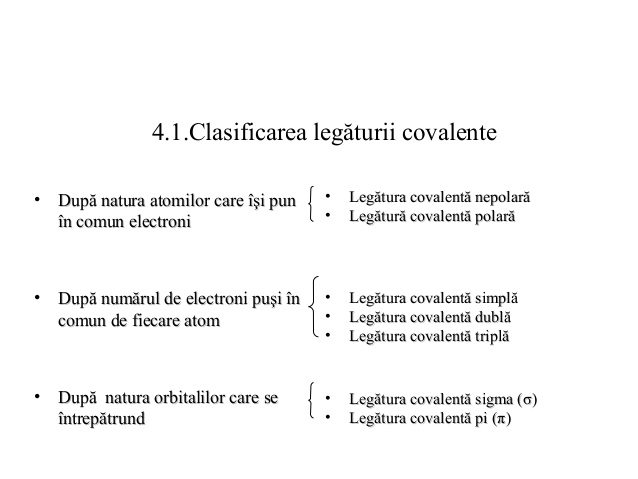 4.1.Clasificarea legăturii covalente
• După natura atomilor care îşi pun
în comun electroni
• Legătura covalentă nepolară
• Legătură covalentă polară
• După numărul de electroni puşi în
comun de fiecare atom
• Legătura covalentă simplă
• Legătura covalentă dublă
• Legătura covalentă triplă
• După natura orbitalilor care se
întrepătrund
• Legătura covalentă sigma (σ)
• Legătura covalentă pi (π)